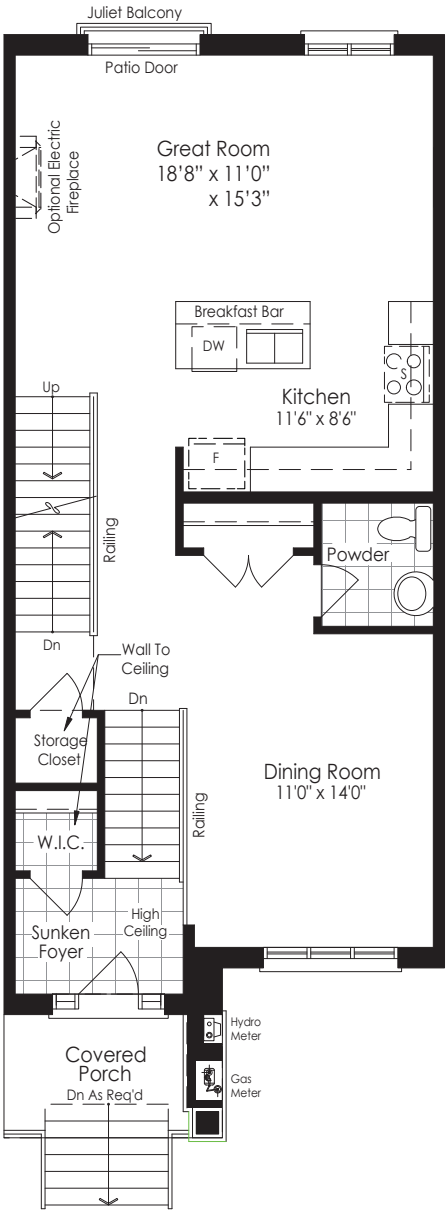 Juliet Balcony
Patio Door
Optional Electric
Fireplace
Great Room
18'8" x 11'0"
x 15'3"
Breakfast Bar
DW
S
Kitchen
11'6" x 8'6"
F
Up
Railing
Powder
Dn
Wall To
Ceiling
Dn
Storage
Closet
Dining Room
11'0" x 14'0"
Railing
W.I.C.
High
Ceiling
Sunken
Foyer
Hydro
Meter
Covered
Porch
Dn As Req'd
Gas
Meter